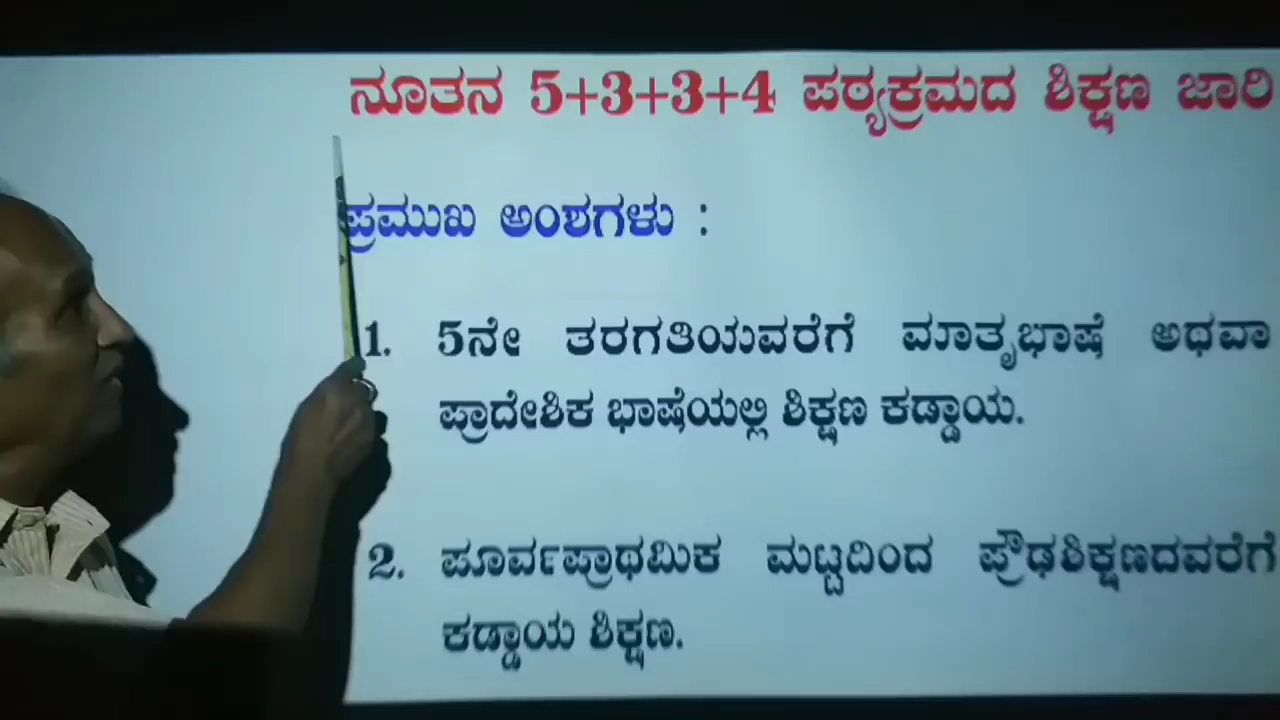 ನೂತನ 5+3+3+4 ಪಠ್ಯಕ್ರಮದ ಶಿಕ್ಷಣ ಜಾರಿ
ಪ್ರಮುಖ ಅಂಶಗಳು :
1. 5ನೇ ತರಗತಿಯವರೆಗೆ ಮಾತೃಭಾಷೆ ಅಥವಾ
ಪ್ರಾದೇಶಿಕ ಭಾಷೆಯಲ್ಲಿ ಶಿಕ್ಷಣ ಕಡ್ಡಾಯ.
2. ಪೂರ್ವಪ್ರಾಥಮಿಕ ಮಟ್ಟದಿಂದ ಪ್ರೌಢಶಿಕ್ಷಣದವರೆಗೆ
ಕಡ್ಡಾಯ ಶಿಕ್ಷಣ.